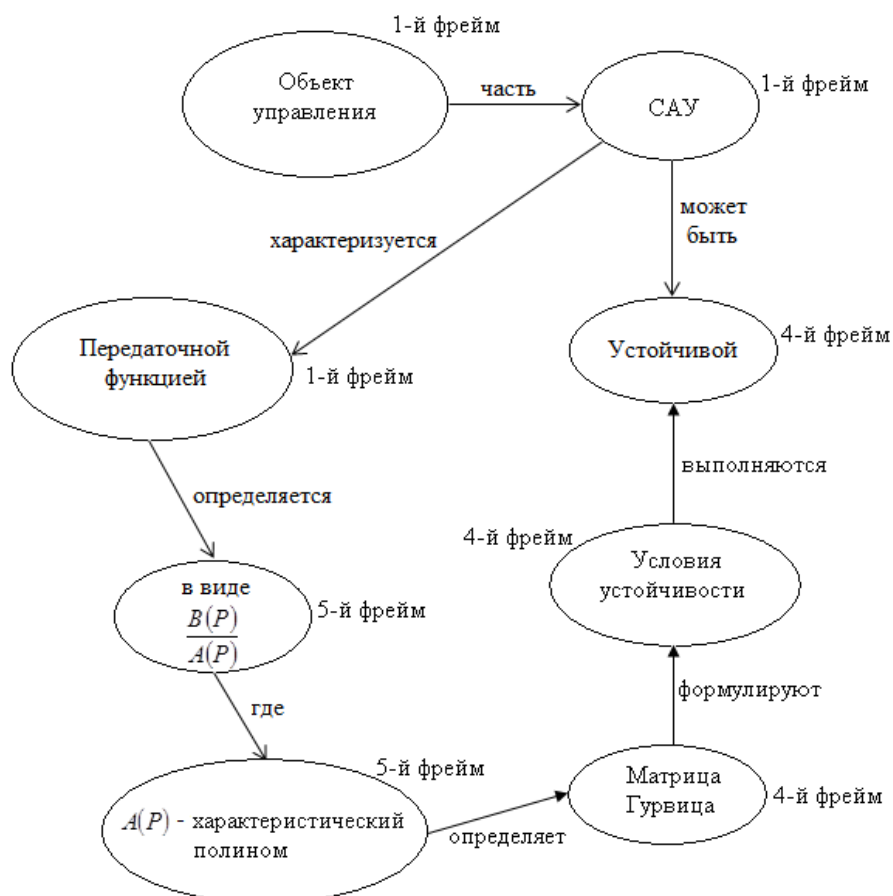 1-й фрейм
Объект
управления
часть
САУ
1-й фрейм
характеризуется
может
быть
Передаточной
функцией
1-й фрейм
Устойчивой
4-й фрейм
определяется
выполняются
4-й фрейм
Условия
устойчивости
в виде
B(P)
A(P)
5-й фрейм
где
формулируют
5-й фрейм
A(P) - характеристический
полином
определяет
Матрица
Гурвица
4-й фрейм